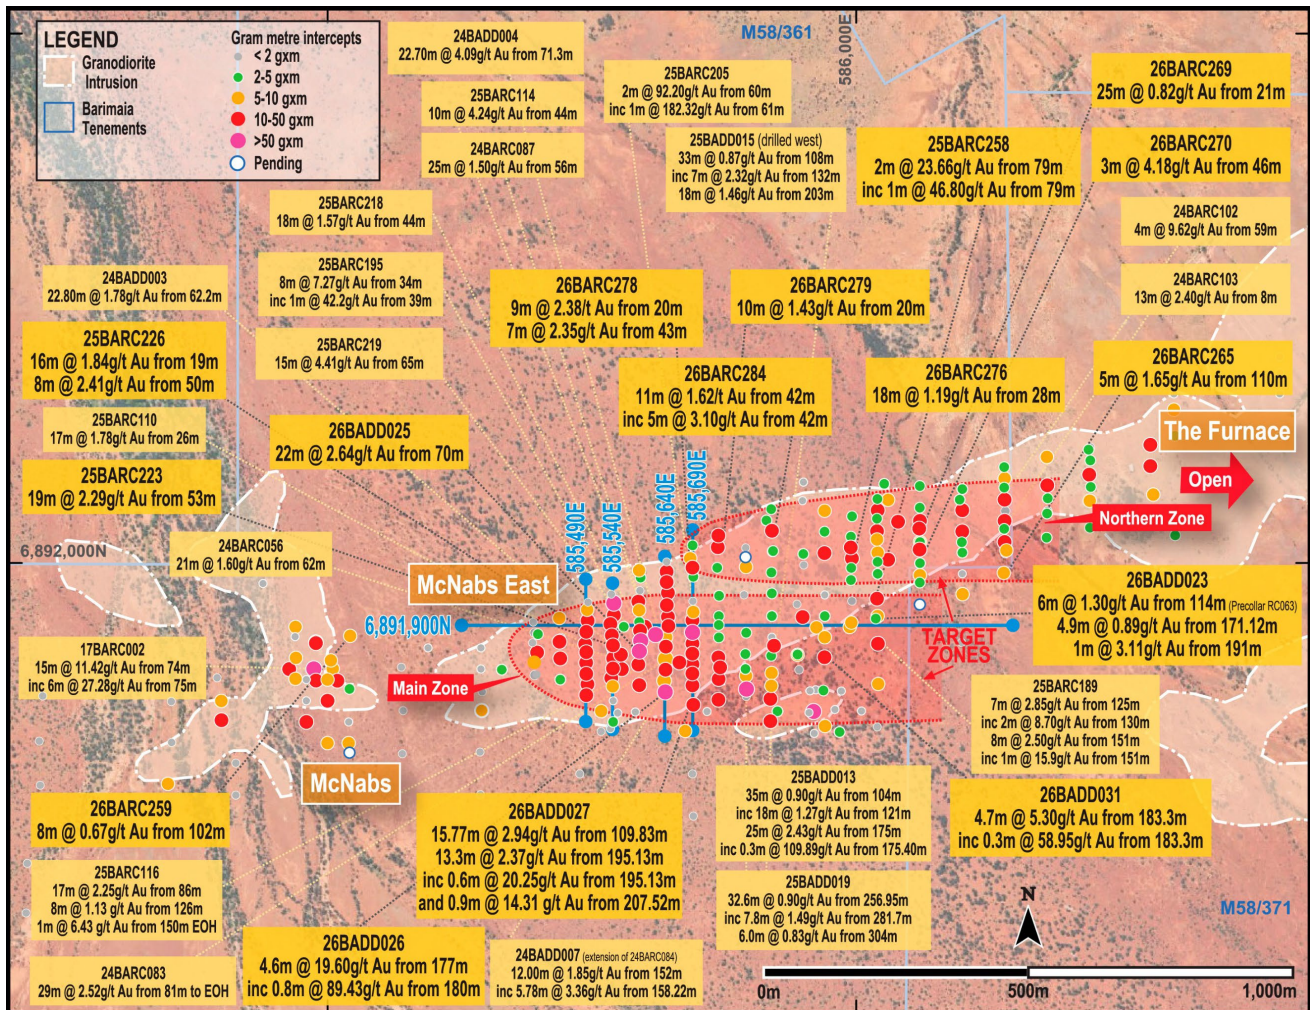 LEGEND
Granodiorite
Intrusion
Barimaia
Tenements
Gram metre intercepts
< 2 gxm
2-5 gxm
5-10 gxm
10-50 gxm
>50 gxm
Pending
24BADD004
22.70m @ 4.09g/t Au from 71.3m
25BARC114
10m @ 4.24g/t Au from 44m
24BARC087
25m @ 1.50g/t Au from 56m
25BARC205
2m @ 92.20g/t Au from 60m
inc 1m @ 182.32g/t Au from 61m
25BADD015 (drilled west)
33m @ 0.87g/t Au from 108m
inc 7m @ 2.32g/t Au from 132m
18m @ 1.46g/t Au from 203m
M58/361
586,000E
25BARC258
2m @ 23.66g/t Au from 79m
inc 1m @ 46.80g/t Au from 79m
26BARC269
25m @ 0.82g/t Au from 21m
26BARC270
3m @ 4.18g/t Au from 46m
24BARC102
4m @ 9.62g/t Au from 59m
24BARC103
13m @ 2.40g/t Au from 8m
25BARC218
18m @ 1.57g/t Au from 44m
24BADD003
22.80m @ 1.78g/t Au from 62.2m
25BARC195
8m @ 7.27g/t Au from 34m
inc 1m @ 42.2g/t Au from 39m
26BARC278
9m @ 2.38g/t Au from 20m
7m @ 2.35g/t Au from 43m
26BARC279
10m @ 1.43g/t Au from 20m
25BARC226
16m @ 1.84g/t Au from 19m
8m @ 2.41g/t Au from 50m
25BARC219
15m @ 4.41g/t Au from 65m
26BARC284
11m @ 1.62/t Au from 42m
inc 5m @ 3.10g/t Au from 42m
26BARC276
18m @ 1.19g/t Au from 28m
26BARC265
5m @ 1.65g/t Au from 110m
25BARC110
17m @ 1.78g/t Au from 26m
26BADD025
22m @ 2.64g/t Au from 70m
The Furnace
Open
25BARC223
19m @ 2.29g/t Au from 53m
585,490E
585,540E
585,640E
585,690E
Northern Zone
6,892,000N
24BARC056
21m @ 1.60g/t Au from 62m
McNabs East
6,891,900N
TARGET
ZONES
26BADD023
6m @ 1.30g/t Au from 114m (Precollar RC063)
4.9m @ 0.89g/t Au from 171.12m
1m @ 3.11g/t Au from 191m
17BARC002
15m @ 11.42g/t Au from 74m
inc 6m @ 27.28g/t Au from 75m
Main Zone
25BARC189
7m @ 2.85g/t Au from 125m
inc 2m @ 8.70g/t Au from 130m
8m @ 2.50g/t Au from 151m
inc 1m @ 15.9g/t Au from 151m
McNabs
26BARC259
8m @ 0.67g/t Au from 102m
26BADD027
15.77m @ 2.94g/t Au from 109.83m
13.3m @ 2.37g/t Au from 195.13m
inc 0.6m @ 20.25g/t Au from 195.13m
and 0.9m @ 14.31 g/t Au from 207.52m
25BADD013
35m @ 0.90g/t Au from 104m
inc 18m @ 1.27g/t Au from 121m
25m @ 2.43g/t Au from 175m
inc 0.3m @ 109.89g/t Au from 175.40m
26BADD031
4.7m @ 5.30g/t Au from 183.3m
inc 0.3m @ 58.95g/t Au from 183.3m
25BARC116
17m @ 2.25g/t Au from 86m
8m @ 1.13 g/t Au from 126m
1m @ 6.43 g/t Au from 150m EOH
25BADD019
32.6m @ 0.90g/t Au from 256.95m
inc 7.8m @ 1.49g/t Au from 281.7m
6.0m @ 0.83g/t Au from 304m
N
M58/371
24BARC083
29m @ 2.52g/t Au from 81m to EOH
26BADD026
4.6m @ 19.60g/t Au from 177m
inc 0.8m @ 89.43g/t Au from 180m
24BADD007 (extension of 24BARC084)
12.00m @ 1.85g/t Au from 152m
inc 5.78m @ 3.36g/t Au from 158.22m
0m
500m
1,000m